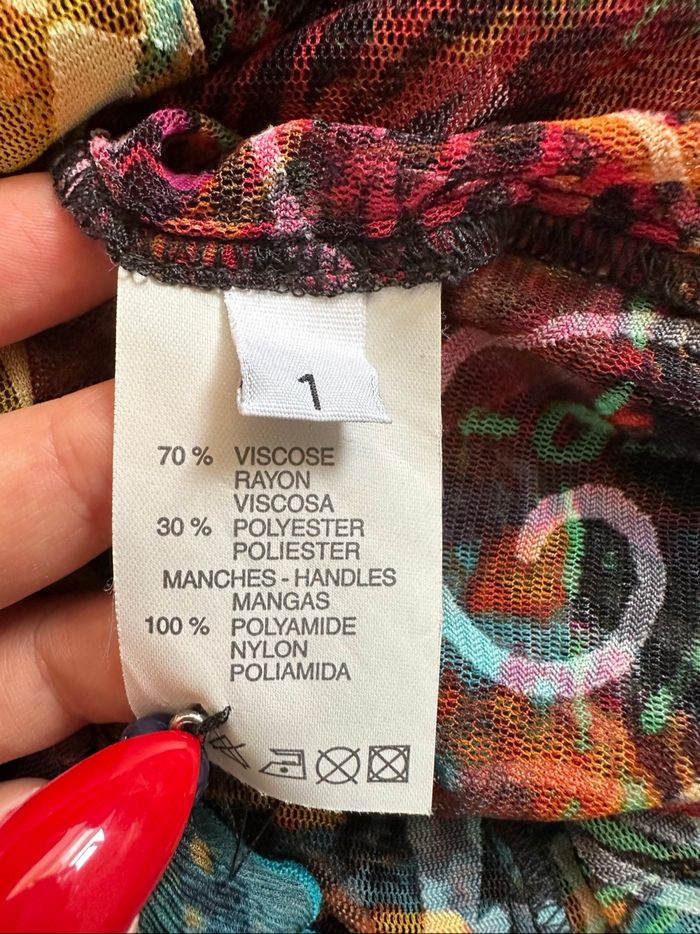 1
70 % VISCOSE
RAYON
VISCOSA
30 % POLYESTER
POLIESTER
MANCHES - HANDLES
MANGAS
100 % POLYAMIDE
NYLON
POLIAMIDA